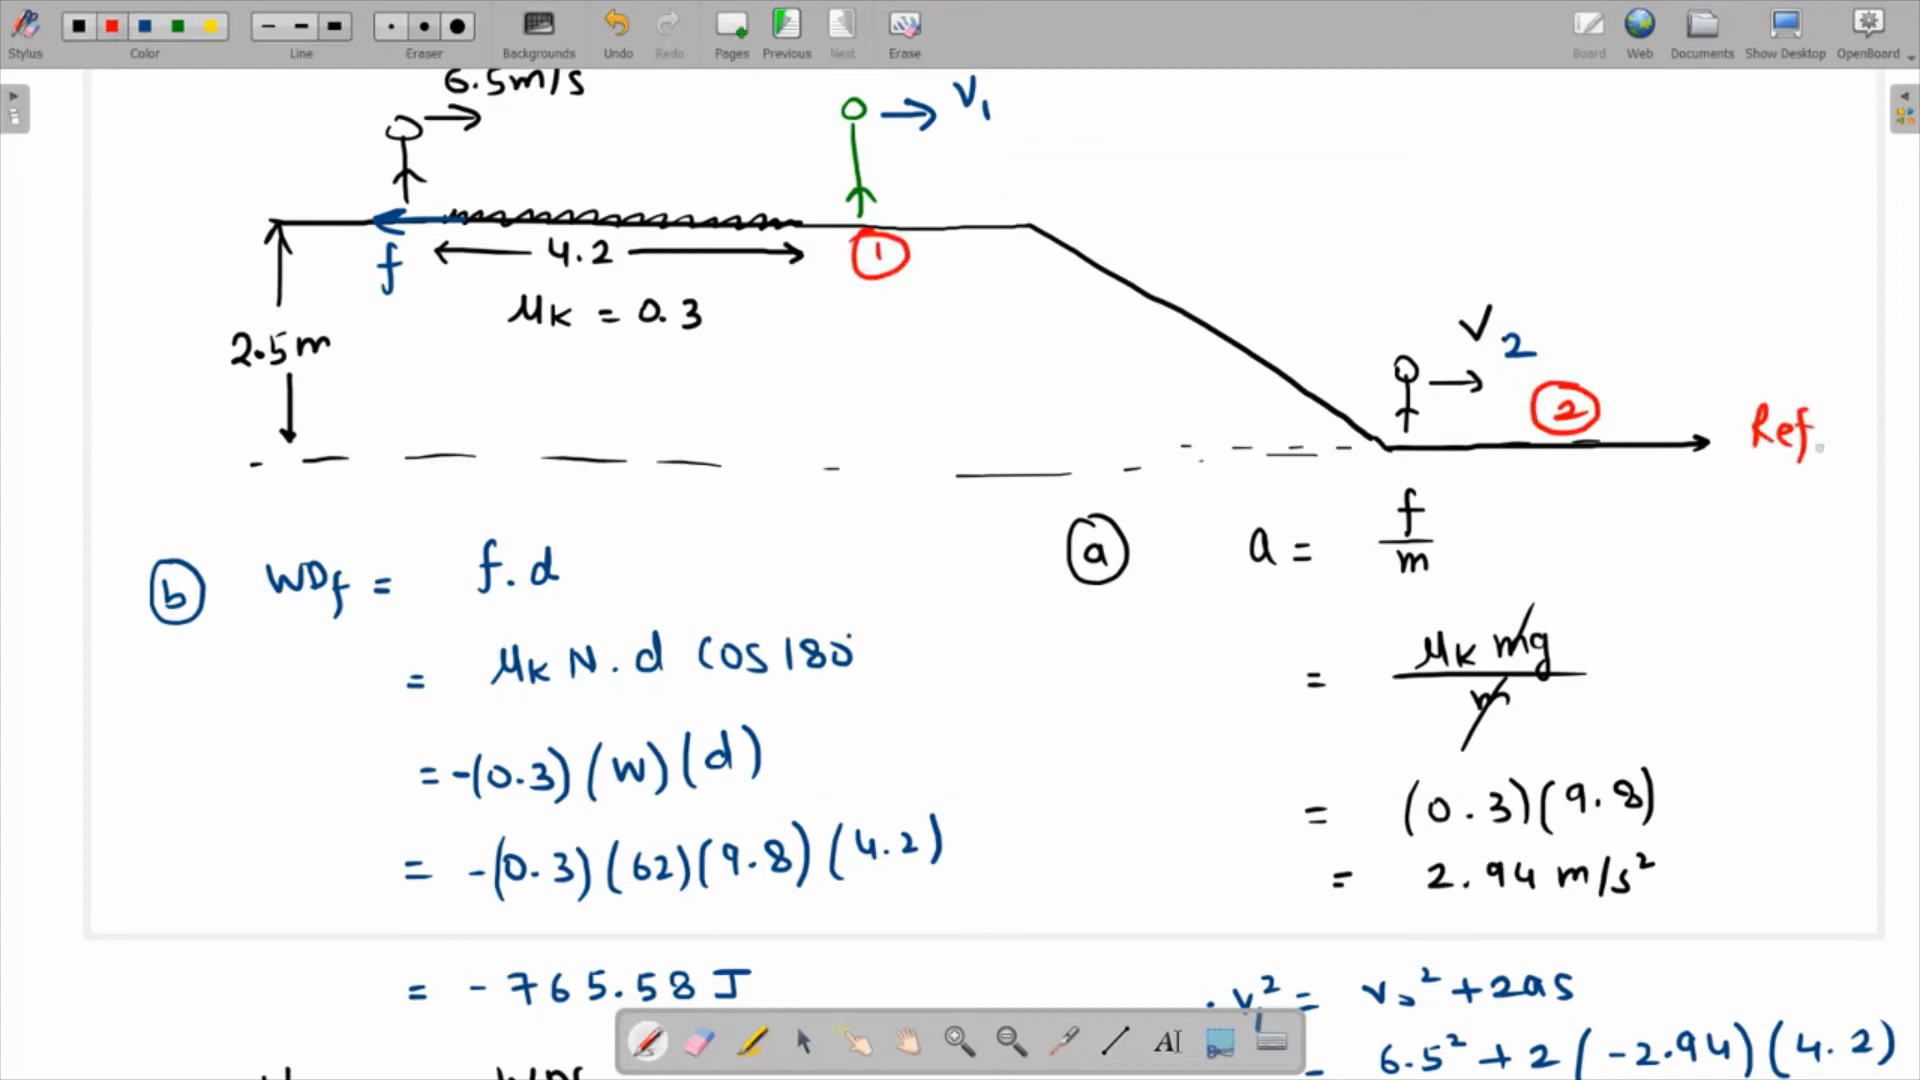 Stylus
Color
Line
Eraser
Backgrounds
Undo
Redo
Pages
Previous
Next
Erase
Board
Web
Documents
Show Desktop
OpenBoard
6.5m/s
V₁
f
4.2
1
μk = 0.3
2.5m
V₂
2
Ref
b WDf = f.d
= μk N.d cos 180°
= -(0.3)(W)(d)
= -(0.3)(62)(9.8)(4.2)
= -765.58 J
a a = f/m
= μk mg/m
= (0.3)(9.8)
= 2.94 m/s²
V² = V₀² + 2as
= 6.5² + 2(-2.94)(4.2)